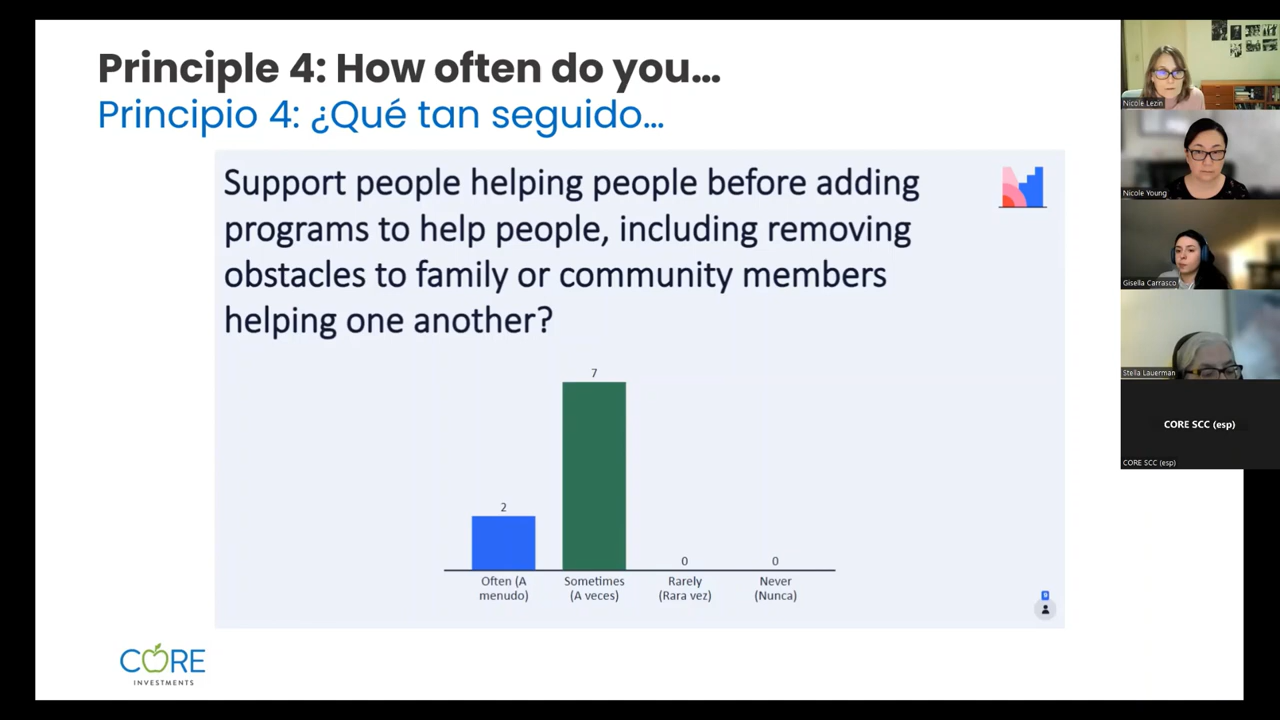 Principle 4: How often do you...
Principio 4: ¿Qué tan seguido...
Support people helping people before adding
programs to help people, including removing
obstacles to family or community members
helping one another?
7
2
0
0
Often (A
menudo)
Sometimes
(A veces)
Rarely
(Rara vez)
Never
(Nunca)
9
CORE
INVESTMENTS
Nicole Lezin
Nicole Young
Gisella Carrasco
Stella Lauerman
CORE SCC (esp)
CORE SCC (esp)